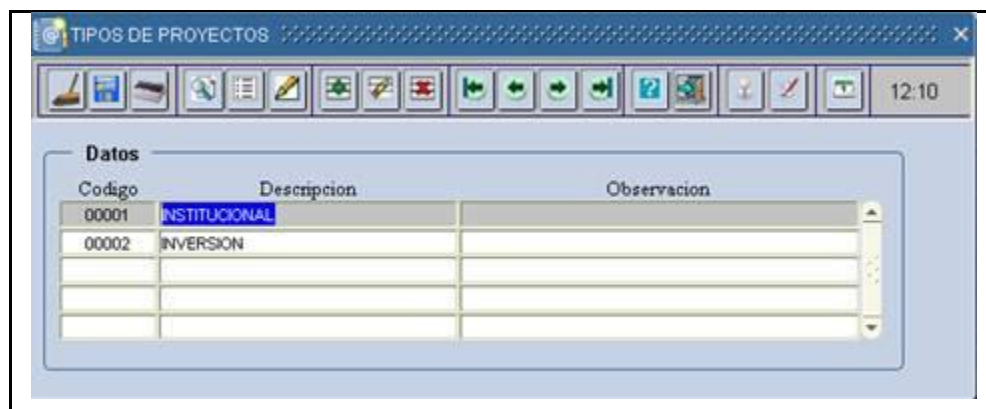 TIPOS DE PROYECTOS
12:10
Datos
Codigo Descripcion Observacion
00001 INSTITUCIONAL
00002 INVERSION